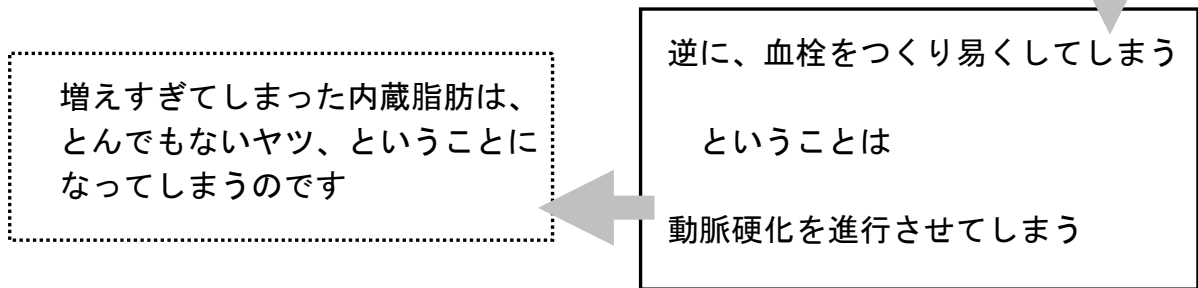 逆に、血栓をつくり易くしてしまう
ということは
動脈硬化を進行させてしまう
増えすぎてしまった内蔵脂肪は、
とんでもないヤツ、ということに
なってしまうのです